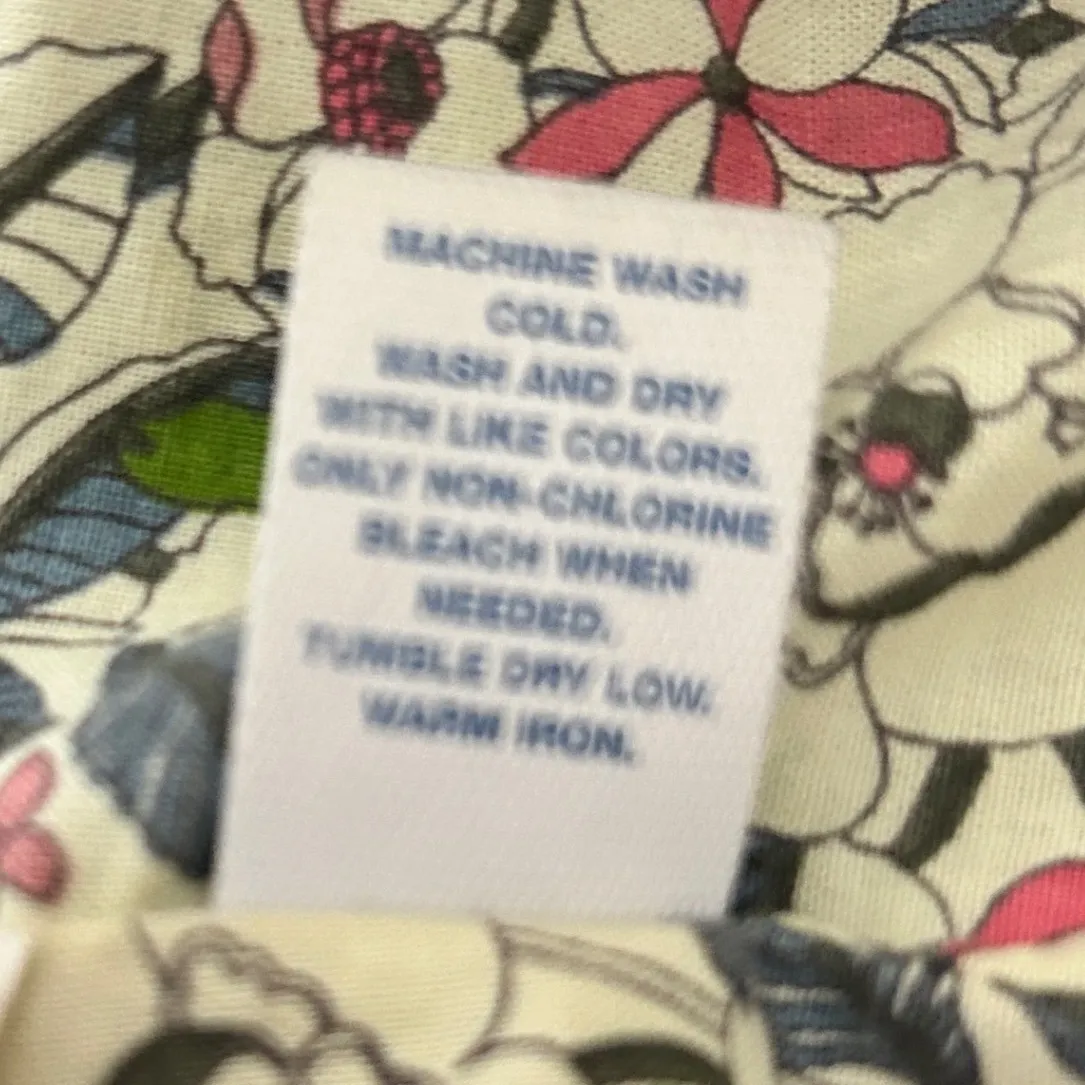 MACHINE WASH
COLD.
WASH AND DRY
WITH LIKE COLORS.
ONLY NON-CHLORINE
BLEACH WHEN
NEEDED.
TUMBLE DRY LOW.
WARM IRON.